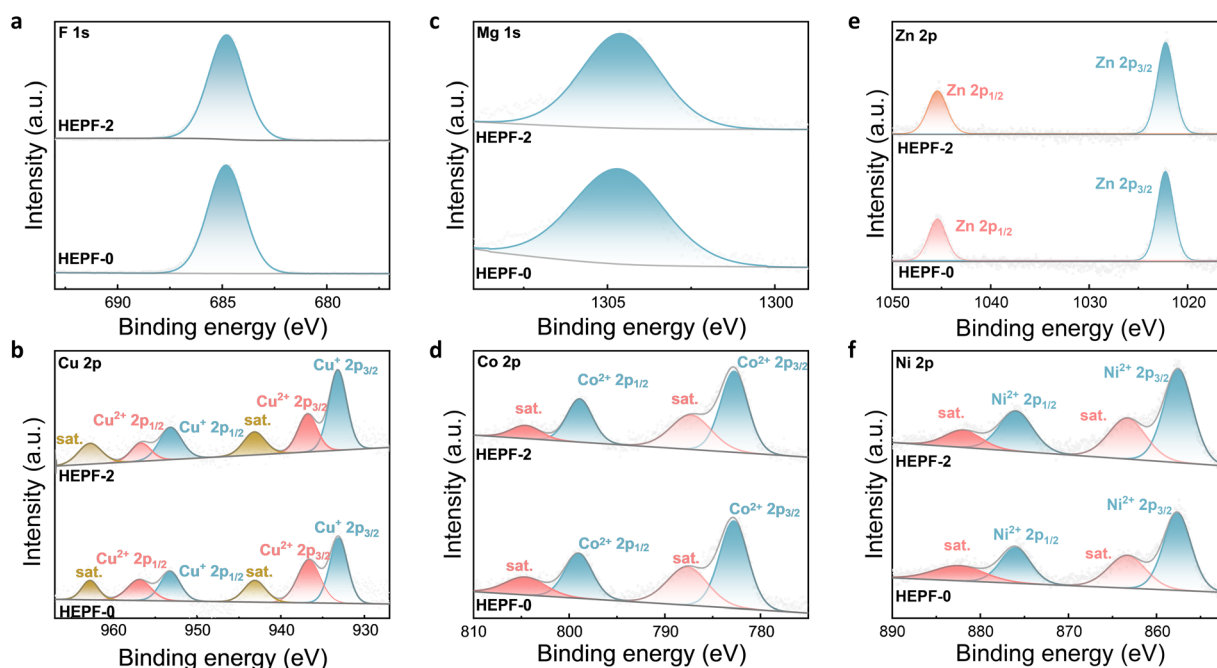 a
F 1s
HEPF-2
HEPF-0
Intensity (a.u.)
690
685
680
Binding energy (eV)
c
Mg 1s
HEPF-2
HEPF-0
Intensity (a.u.)
1305
1300
Binding energy (eV)
e
Zn 2p
Zn 2p3/2
Zn 2p1/2
HEPF-2
Zn 2p3/2
Zn 2p1/2
HEPF-0
Intensity (a.u.)
1050
1040
1030
1020
Binding energy (eV)
b
Cu 2p
Cu+ 2p3/2
Cu2+ 2p3/2
sat.
Cu2+ 2p1/2
Cu+ 2p1/2
sat.
HEPF-2
Cu+ 2p3/2
Cu2+ 2p3/2
sat.
Cu2+ 2p1/2
Cu+ 2p1/2
sat.
HEPF-0
Intensity (a.u.)
960
950
940
930
Binding energy (eV)
d
Co 2p
Co2+ 2p3/2
Co2+ 2p1/2
sat.
sat.
HEPF-2
Co2+ 2p3/2
Co2+ 2p1/2
sat.
sat.
HEPF-0
Intensity (a.u.)
810
800
790
780
Binding energy (eV)
f
Ni 2p
Ni2+ 2p3/2
Ni2+ 2p1/2
sat.
sat.
HEPF-2
Ni2+ 2p3/2
Ni2+ 2p1/2
sat.
sat.
HEPF-0
Intensity (a.u.)
890
880
870
860
Binding energy (eV)